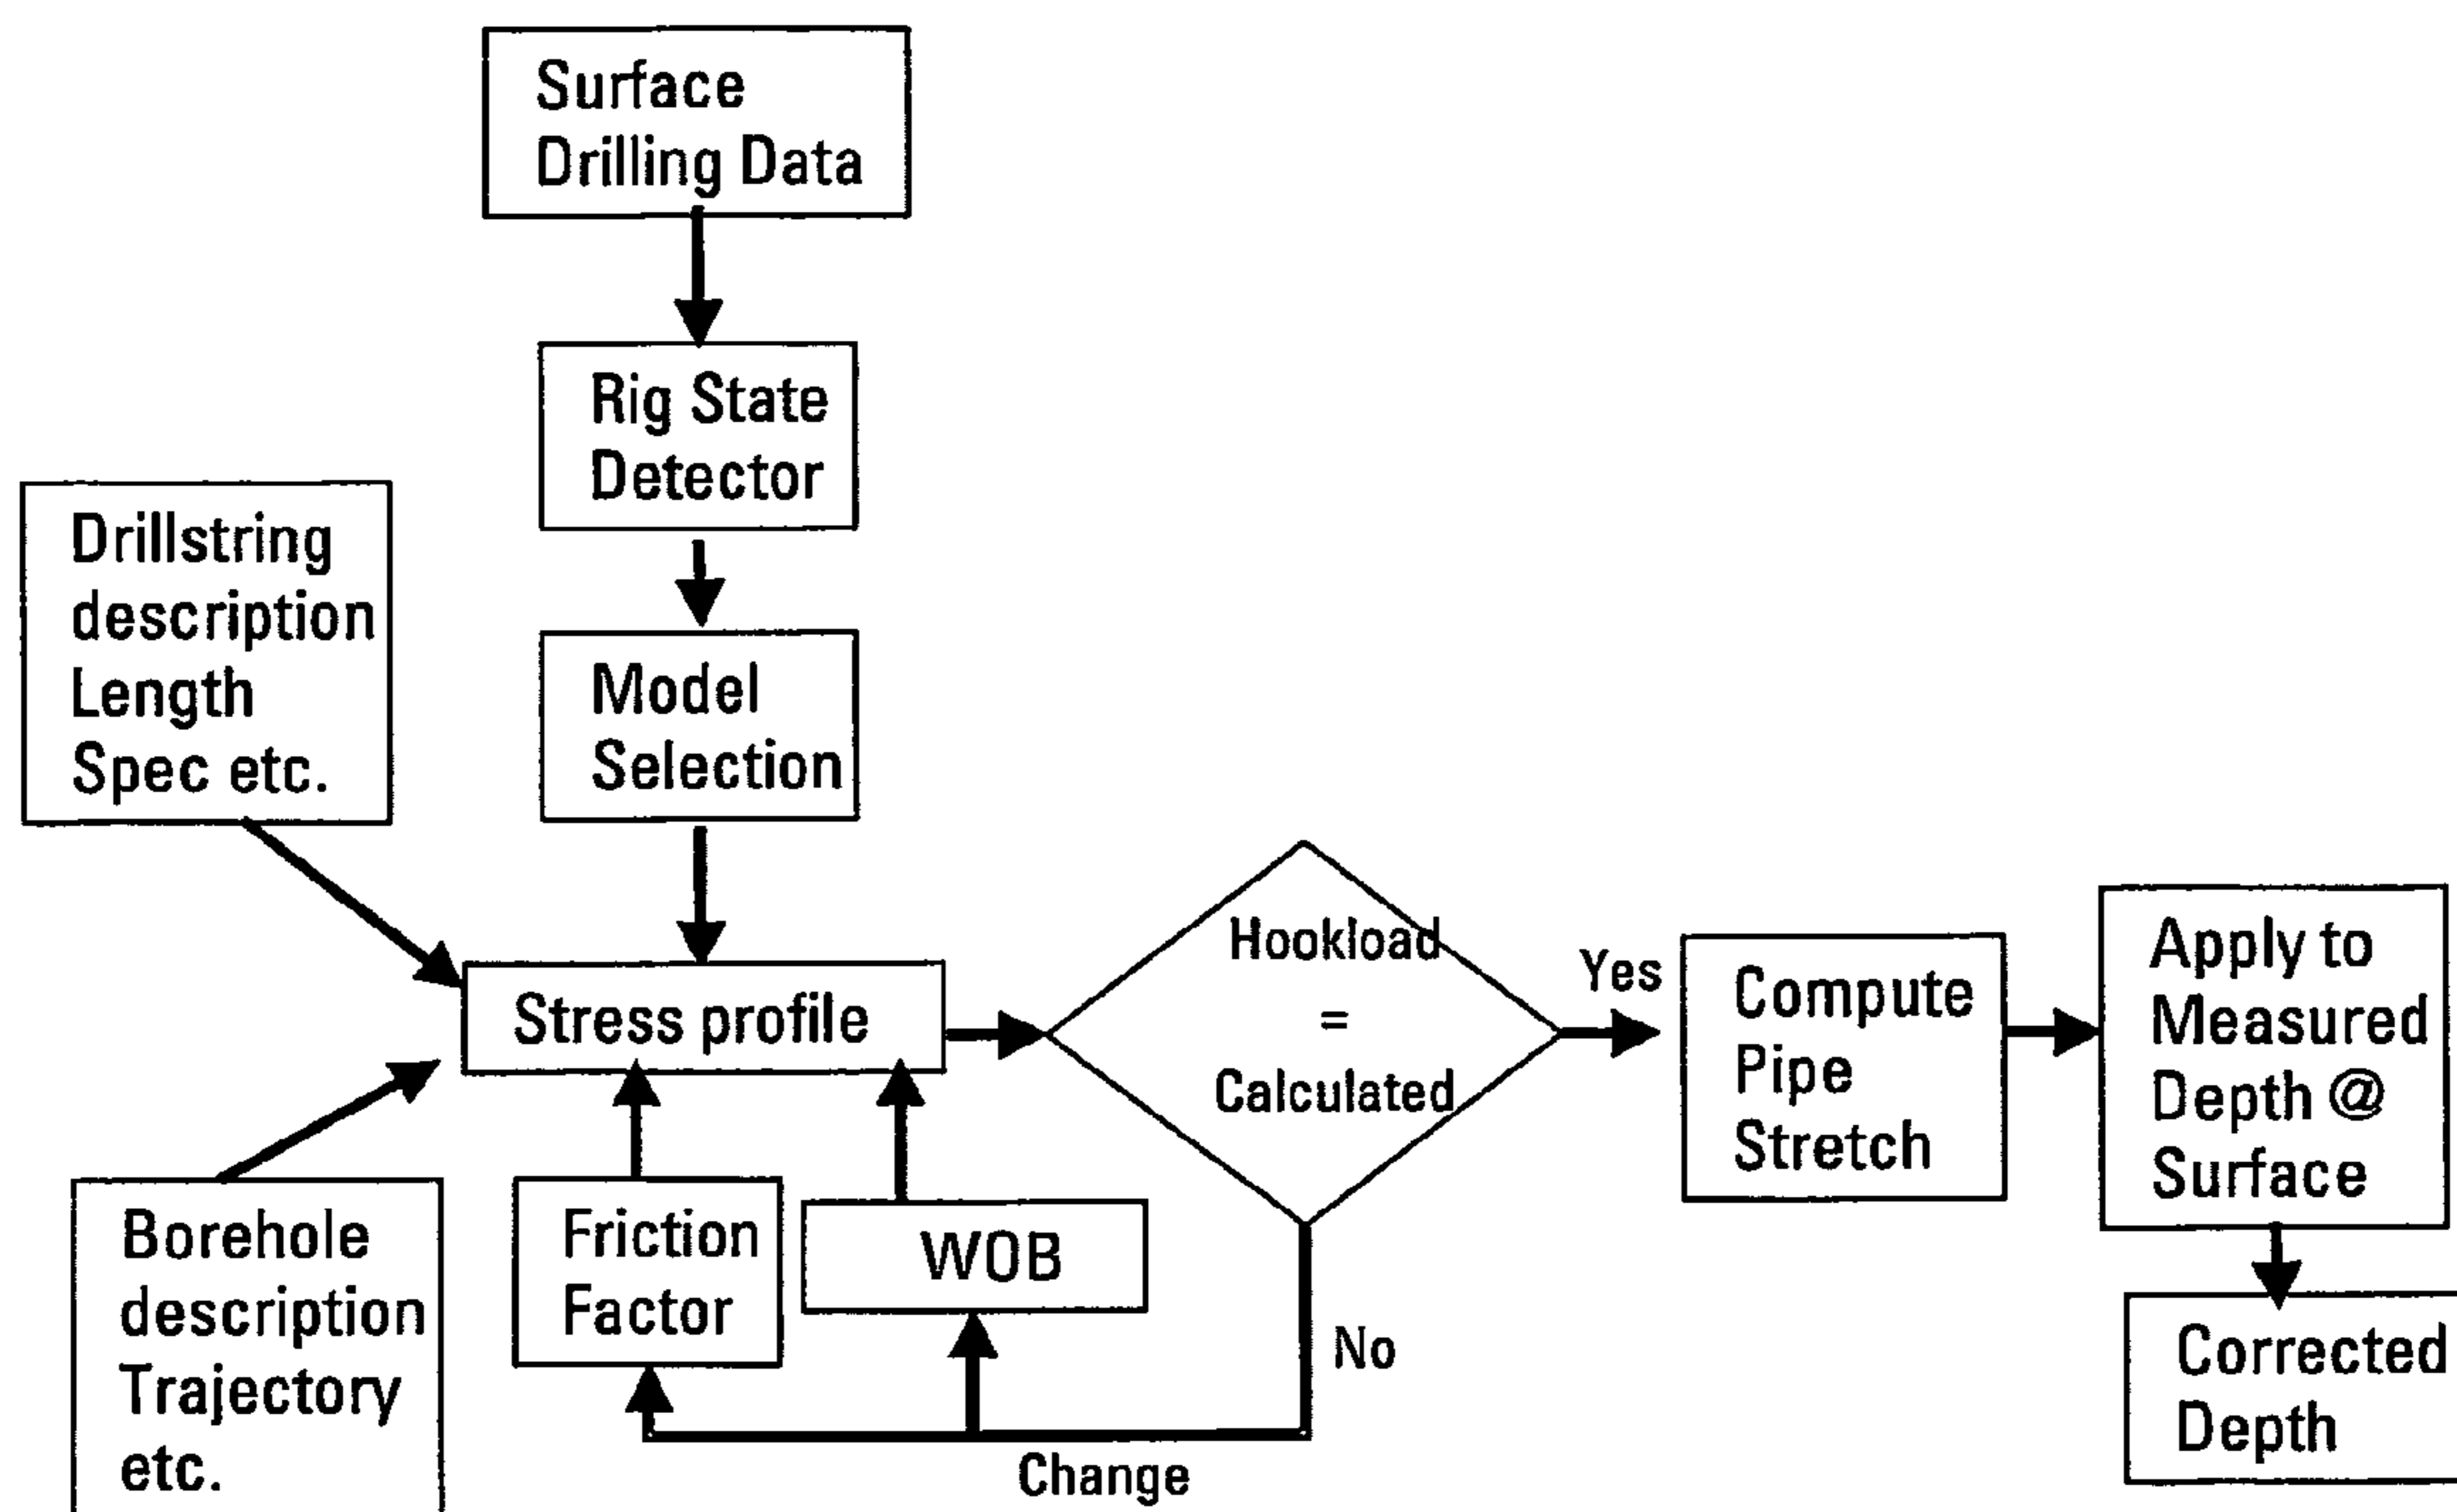 Surface
Drilling Data
Rig State
Detector
Drillstring
description
Length
Spec etc.
Model
Selection
Stress profile
Hookload
=
Calculated
Yes
Compute
Pipe
Stretch
Apply to
Measured
Depth @
Surface
Borehole
description
Trajectory
etc.
Friction
Factor
WOB
No
Change
Corrected
Depth